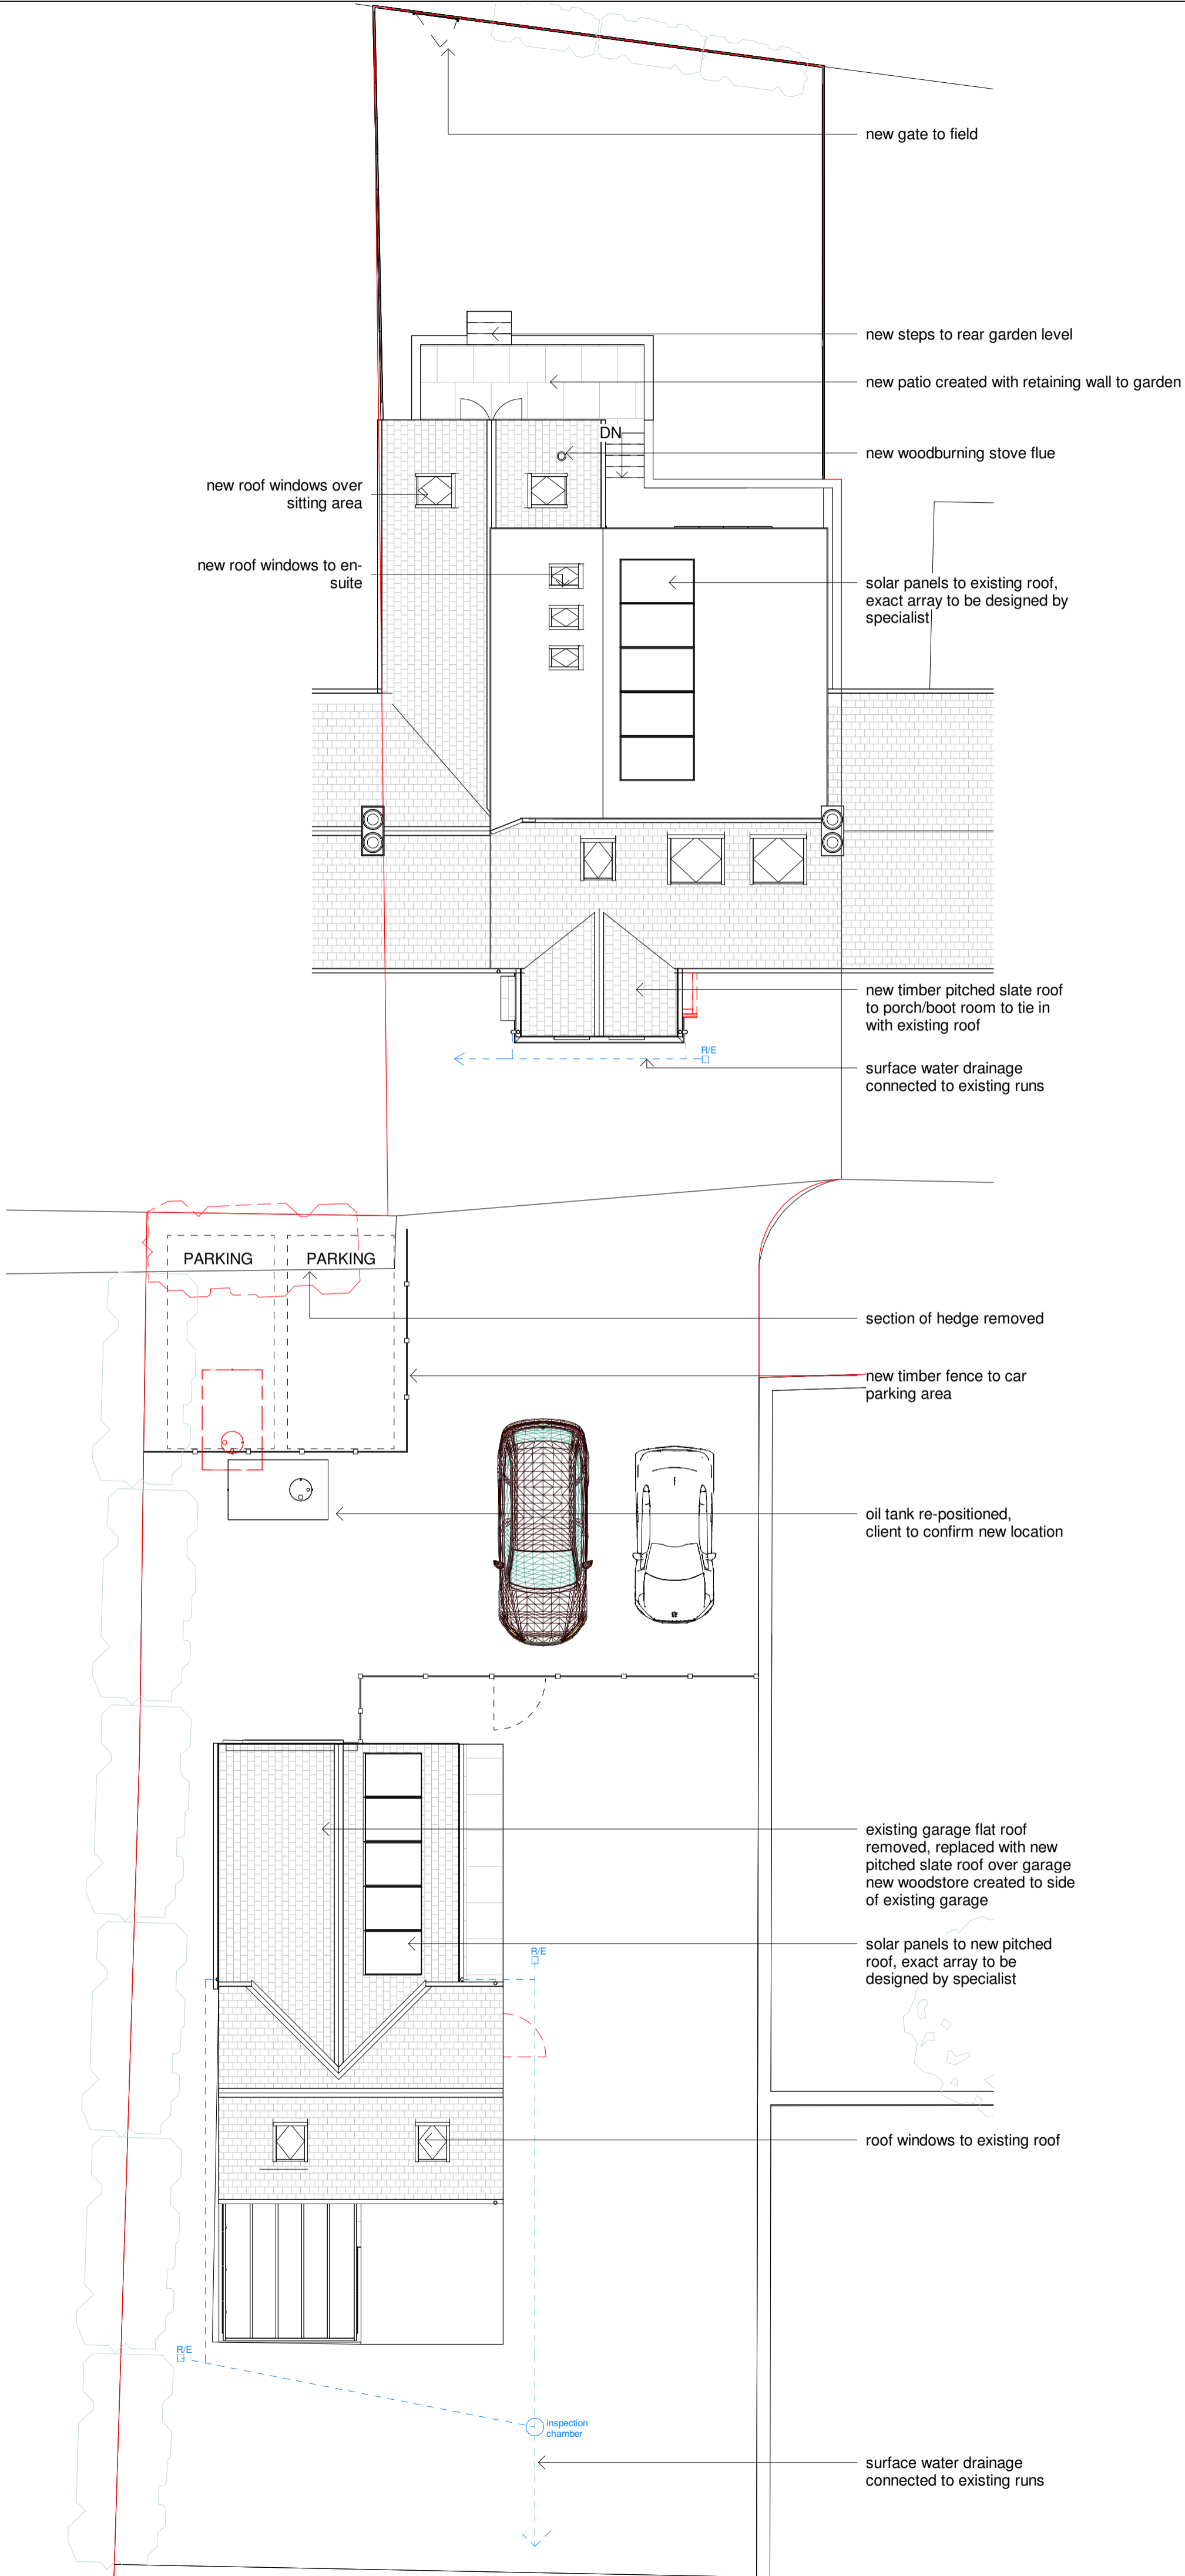 new gate to field
new steps to rear garden level
new patio created with retaining wall to garden
DN
new woodburning stove flue
new roof windows over
sitting area
new roof windows to en-
suite
solar panels to existing roof,
exact array to be designed by
specialist
new timber pitched slate roof
to porch/boot room to tie in
with existing roof
R/E
surface water drainage
connected to existing runs
PARKING
PARKING
section of hedge removed
new timber fence to car
parking area
oil tank re-positioned,
client to confirm new location
existing garage flat roof
removed, replaced with new
pitched slate roof over garage
new woodstore created to side
of existing garage
solar panels to new pitched
roof, exact array to be
designed by specialist
R/E
roof windows to existing roof
R/E
inspection
chamber
surface water drainage
connected to existing runs